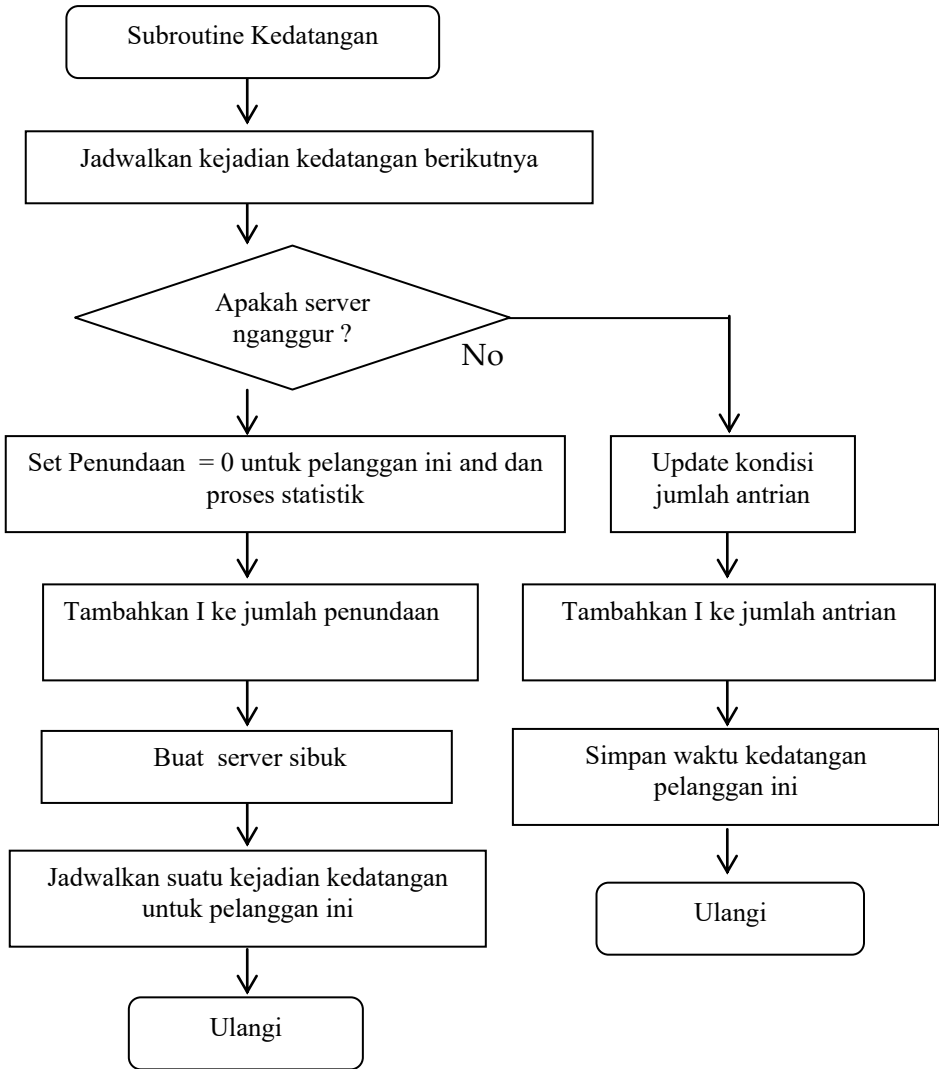 Subroutine Kedatangan
Jadwalkan kejadian kedatangan berikutnya
Apakah server
nganggur ?
No
Set Penundaan = 0 untuk pelanggan ini and dan
proses statistik
Tambahkan I ke jumlah penundaan
Buat server sibuk
Jadwalkan suatu kejadian kedatangan
untuk pelanggan ini
Ulangi
Update kondisi
jumlah antrian
Tambahkan I ke jumlah antrian
Simpan waktu kedatangan
pelanggan ini
Ulangi